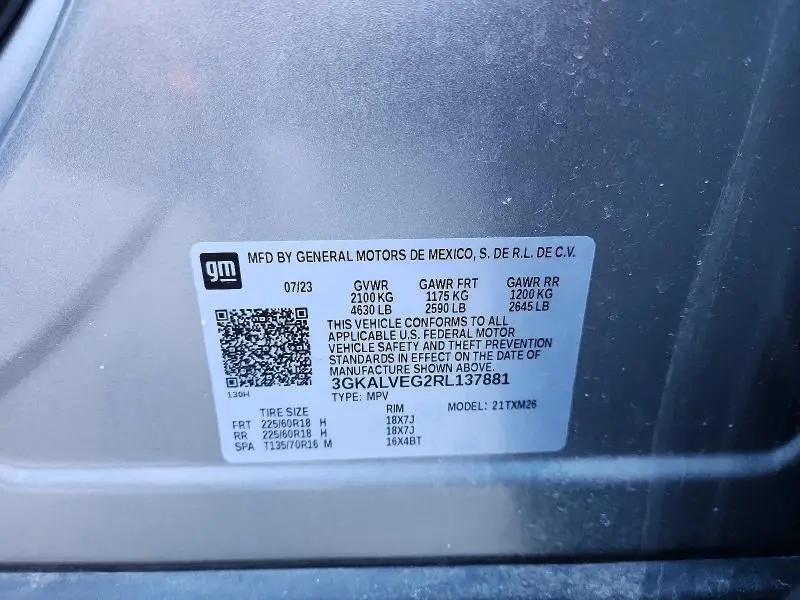 gm MFD BY GENERAL MOTORS DE MEXICO, S. DE R.L. DE C.V.
07/23 GVWR GAWR FRT GAWR RR
2100 KG 1175 KG 1200 KG
4630 LB 2590 LB 2645 LB
THIS VEHICLE CONFORMS TO ALL
APPLICABLE U.S. FEDERAL MOTOR
VEHICLE SAFETY AND THEFT PREVENTION
STANDARDS IN EFFECT ON THE DATE OF
MANUFACTURE SHOWN ABOVE.
3GKALVEG2RL137881
130H
TYPE: MPV MODEL: 21TXM26
TIRE SIZE RIM
FRT 225/60R18 H 18X7J
RR 225/60R18 H 18X7J
SPA T135/70R16 M 16X4BT